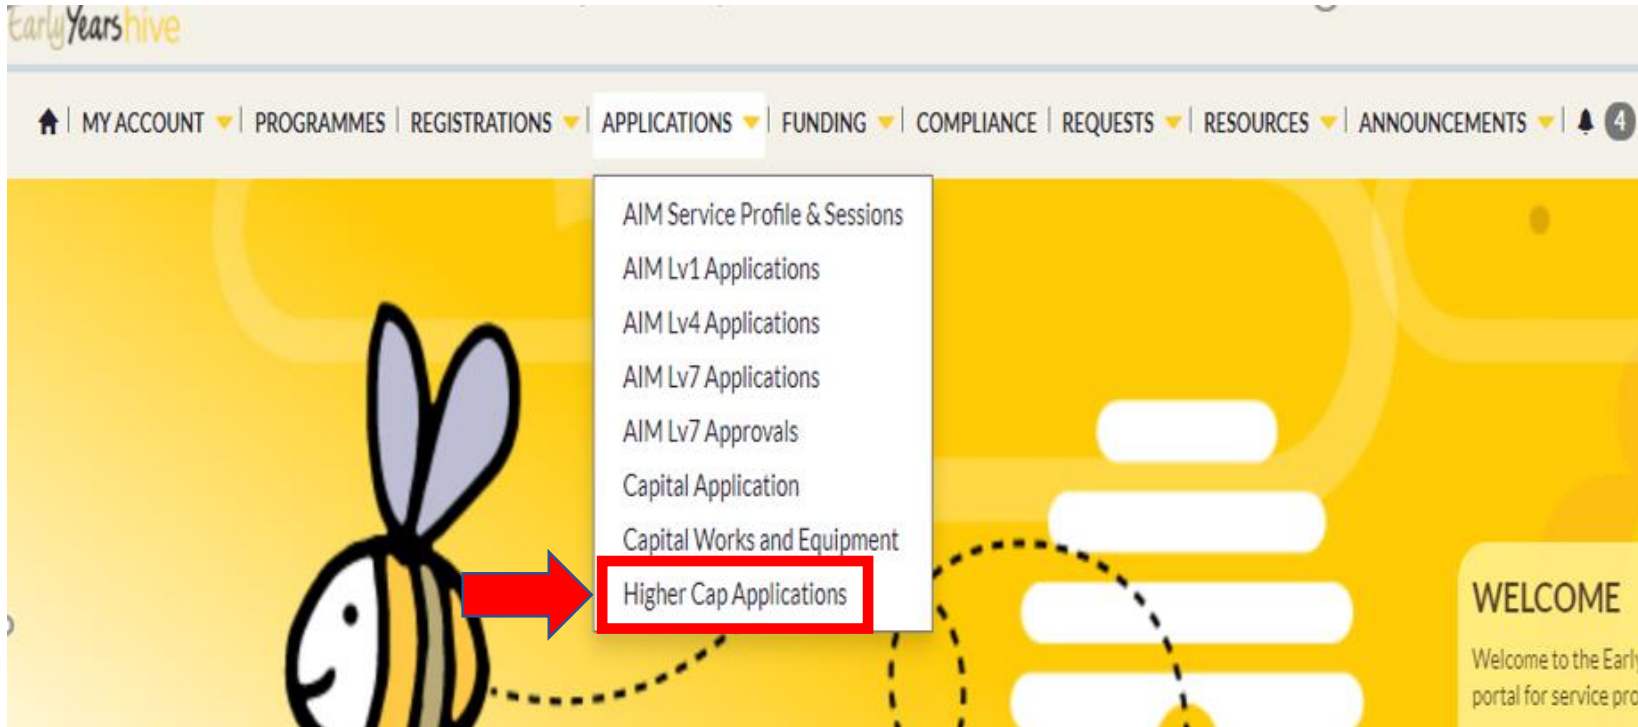 EarlyYearshive
MY ACCOUNT | PROGRAMMES | REGISTRATIONS | APPLICATIONS | FUNDING | COMPLIANCE | REQUESTS | RESOURCES | ANNOUNCEMENTS | 4
AIM Service Profile & Sessions
AIM Lv1 Applications
AIM Lv4 Applications
AIM Lv7 Applications
AIM Lv7 Approvals
Capital Application
Capital Works and Equipment
Higher Cap Applications
WELCOME
Welcome to the Early
portal for service pro